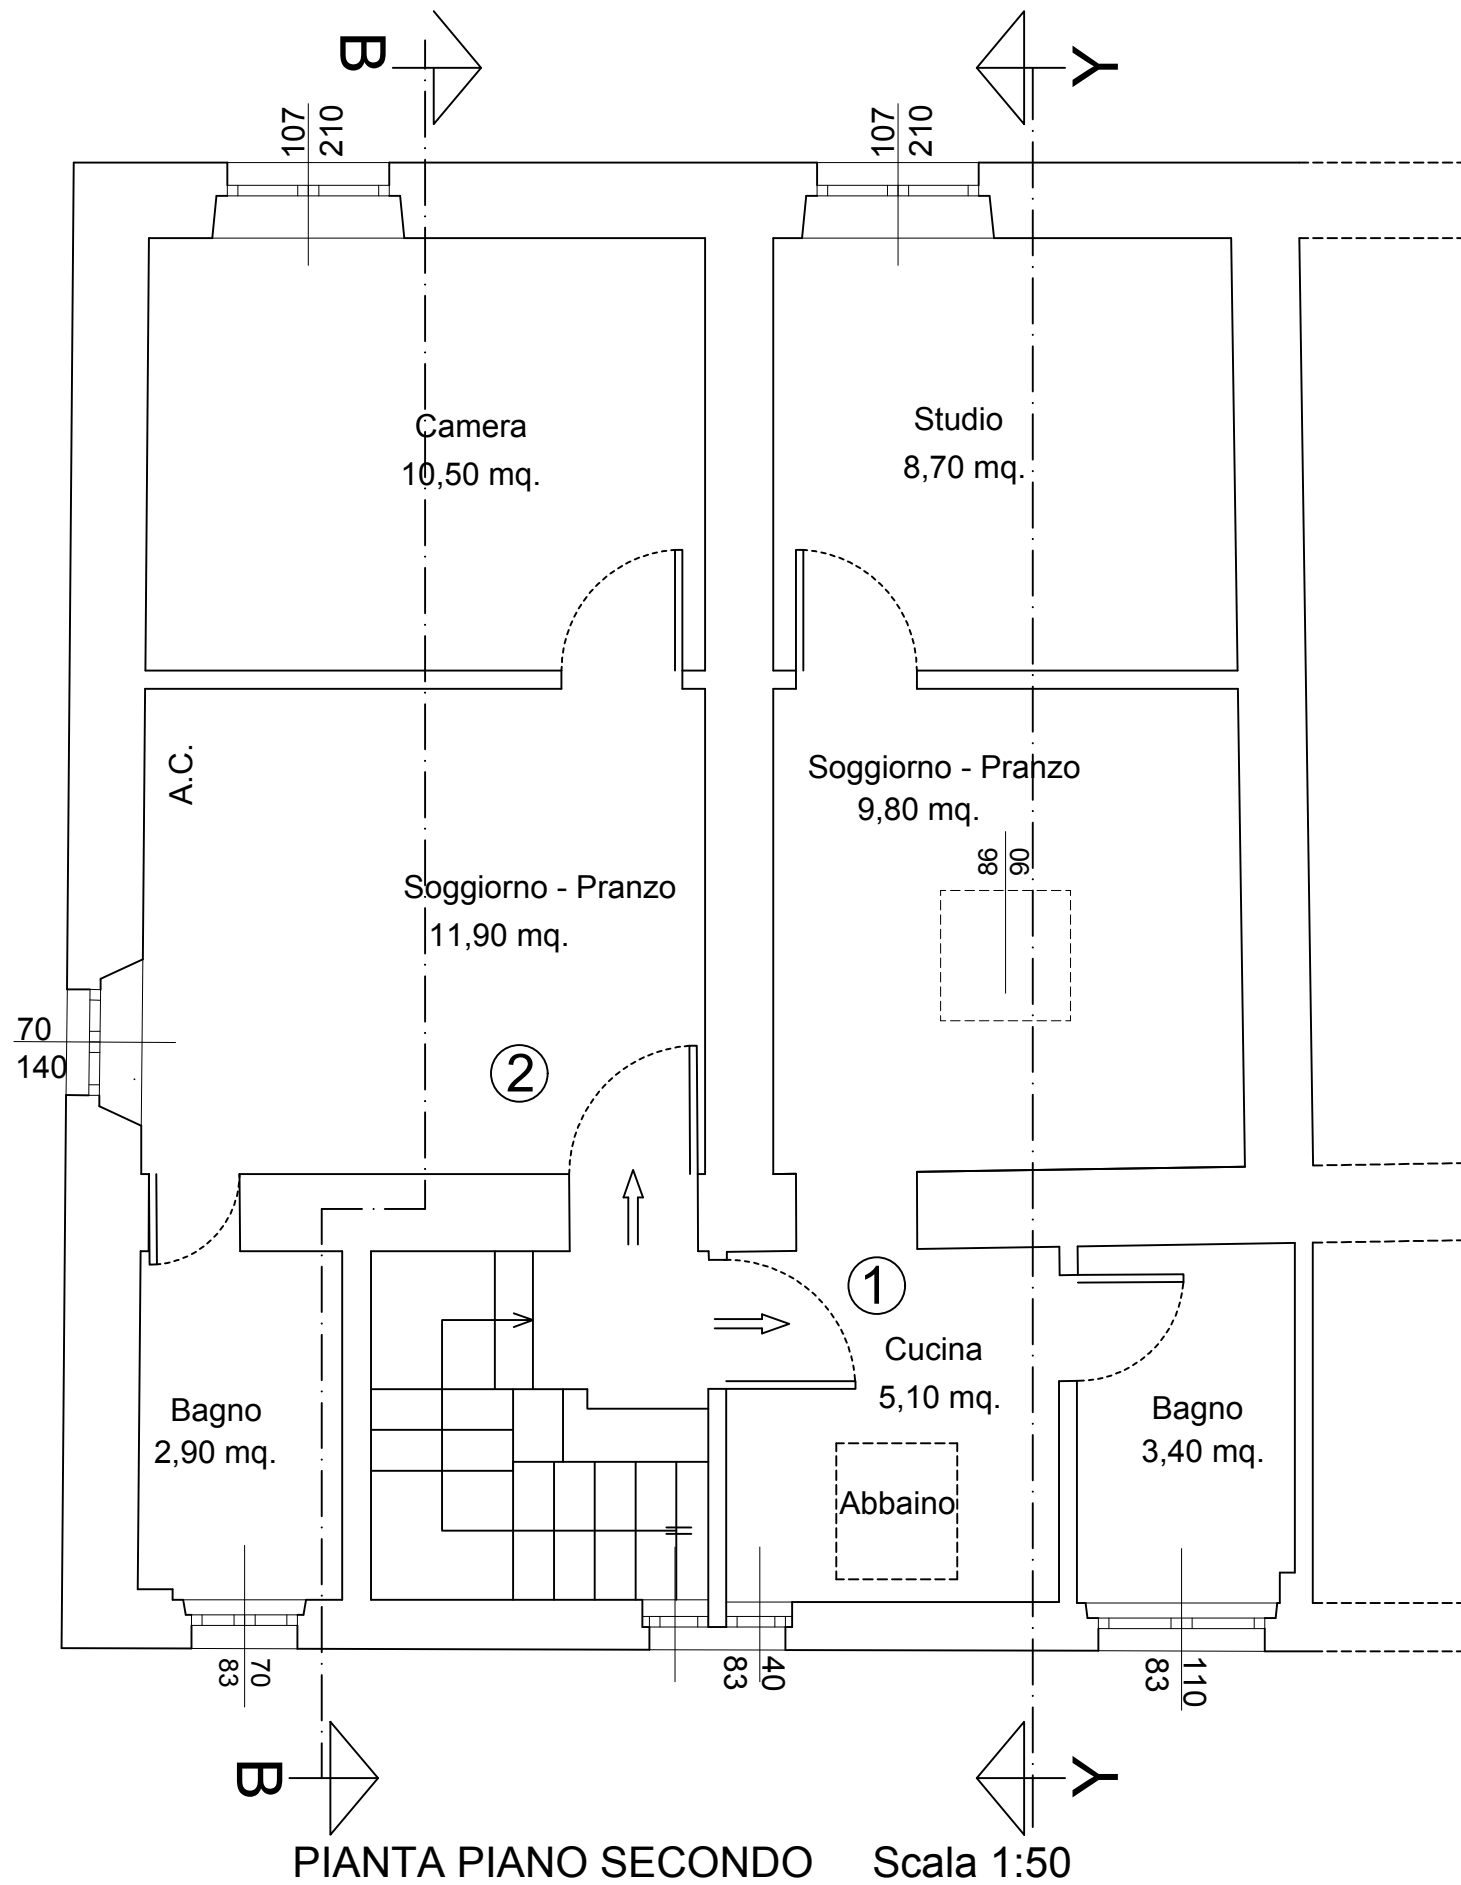 B
Y
107
210
107
210
Camera
10,50 mq.
Studio
8,70 mq.
A.C.
Soggiorno - Pranzo
9,80 mq.
86
90
Soggiorno - Pranzo
11,90 mq.
70
140
2
1
Cucina
5,10 mq.
Bagno
2,90 mq.
Bagno
3,40 mq.
Abbaino
70
83
40
83
110
83
B
Y
PIANTA PIANO SECONDO Scala 1:50